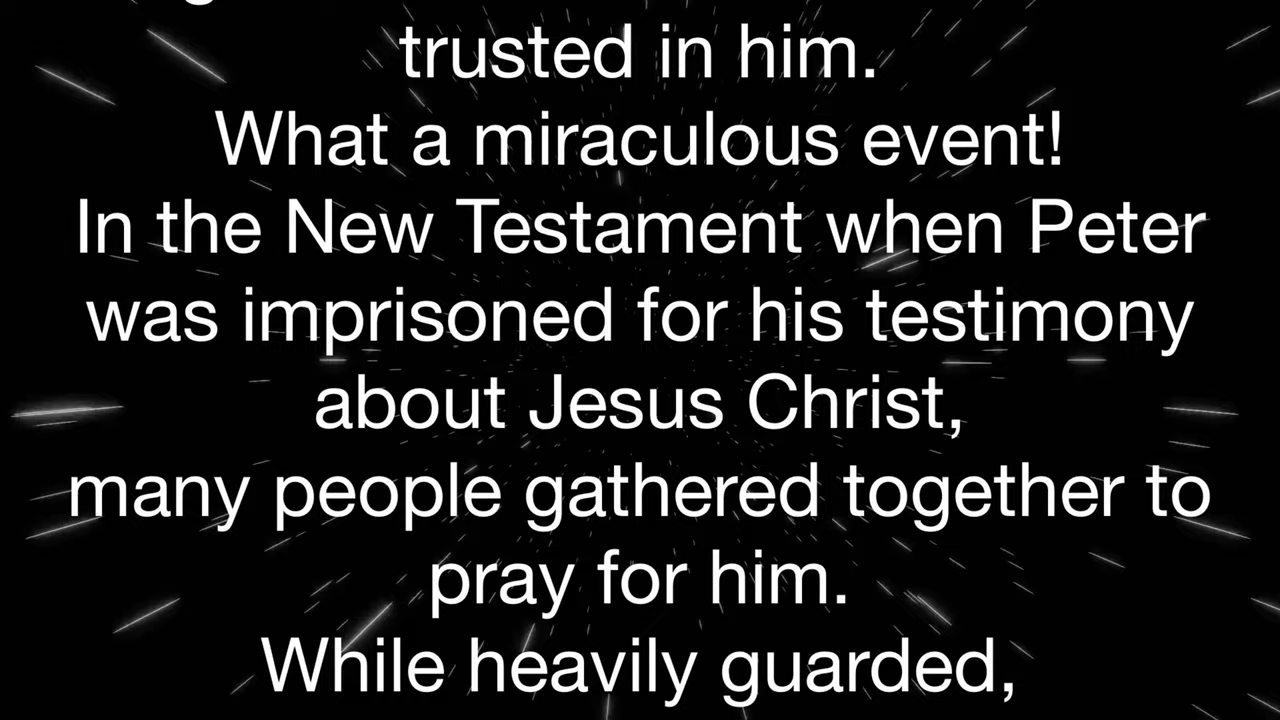 trusted in him.
What a miraculous event!
In the New Testament when Peter
was imprisoned for his testimony
about Jesus Christ,
many people gathered together to
pray for him.
While heavily guarded,